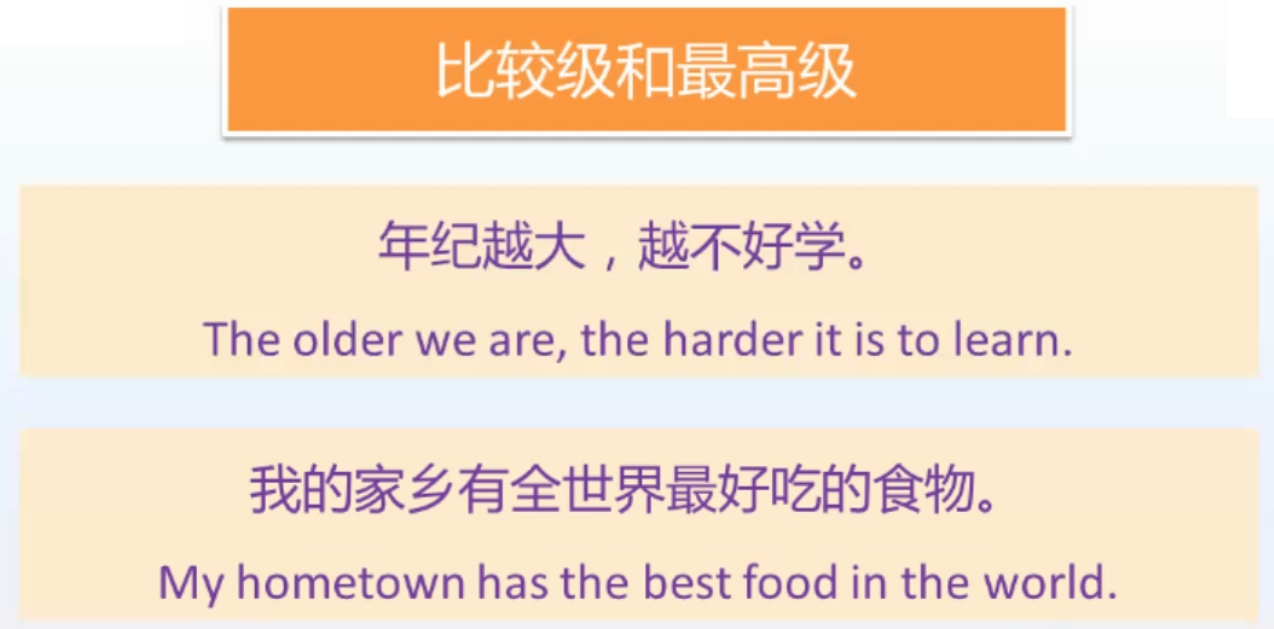 比较级和最高级
年纪越大，越不好学。
The older we are, the harder it is to learn.
我的家乡有全世界最好吃的食物。
My hometown has the best food in the world.